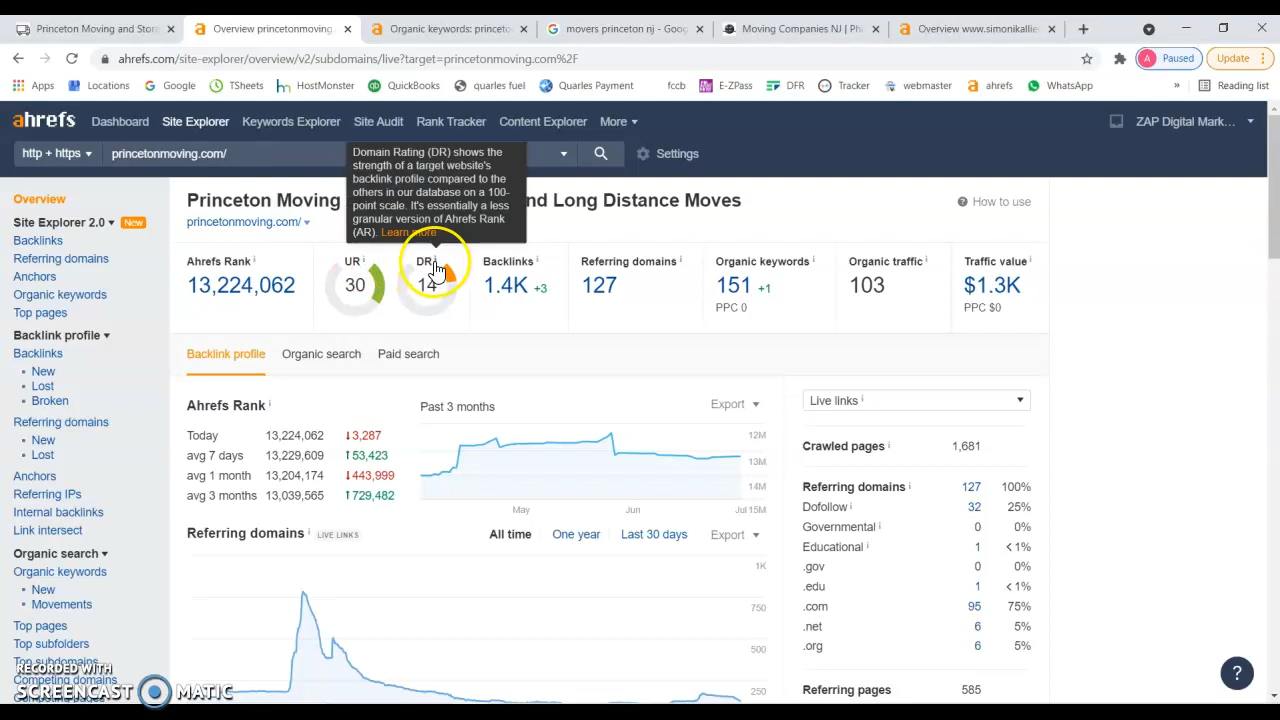 Princeton Moving and Stora
Overview princetonmoving.
Organic keywords: princeto
movers princeton nj - Goog
Moving Companies NJ | Phi
Overview www.simonikallie
ahrefs.com/site-explorer/overview/v2/subdomains/live?target=princetonmoving.com%2F
A Paused
Update
Apps
Locations
Google
TSheets
HostMonster
QuickBooks
quarles fuel
Quarles Payment
fccb
E-ZPass
DFR
Tracker
webmaster
ahrefs
WhatsApp
»
Reading list
ahrefs
Dashboard
Site Explorer
Keywords Explorer
Site Audit
Rank Tracker
Content Explorer
More
ZAP Digital Mark...
http + https
princetonmoving.com/
Settings
Domain Rating (DR) shows the
strength of a target website's
backlink profile compared to the
others in our database on a 100-
point scale. It's essentially a less
granular version of Ahrefs Rank
(AR). Learn more
Overview
Site Explorer 2.0 New
Backlinks
Referring domains
Anchors
Organic keywords
Top pages
Backlink profile
Backlinks
New
Lost
Broken
Referring domains
New
Lost
Anchors
Referring IPs
Internal backlinks
Link intersect
Organic search
Organic keywords
New
Movements
Top pages
Top subfolders
Top subdomains
Competing domains
Princeton Moving
nd Long Distance Moves
How to use
princetonmoving.com/
Ahrefs Rank
13,224,062
UR
30
DR
14
Backlinks
1.4K +3
Referring domains
127
Organic keywords
151 +1
PPC 0
Organic traffic
103
Traffic value
$1.3K
PPC $0
Backlink profile
Organic search
Paid search
Ahrefs Rank
Past 3 months
Export
Today 13,224,062 ↓3,287
avg 7 days 13,229,609 ↑53,423
avg 1 month 13,204,174 ↓443,999
avg 3 months 13,039,565 ↑729,482
12M
13M
14M
15M
May
Jun
Jul
Referring domains LIVE LINKS
All time
One year
Last 30 days
Export
1K
750
500
250
Live links
Crawled pages 1,681
Referring domains 127 100%
Dofollow 32 25%
Governmental 0 0%
Educational 1 <1%
.gov 0 0%
.edu 1 <1%
.com 95 75%
.net 6 5%
.org 6 5%
Referring pages 585
?
RECORDED WITH
SCREENCAST MATIC